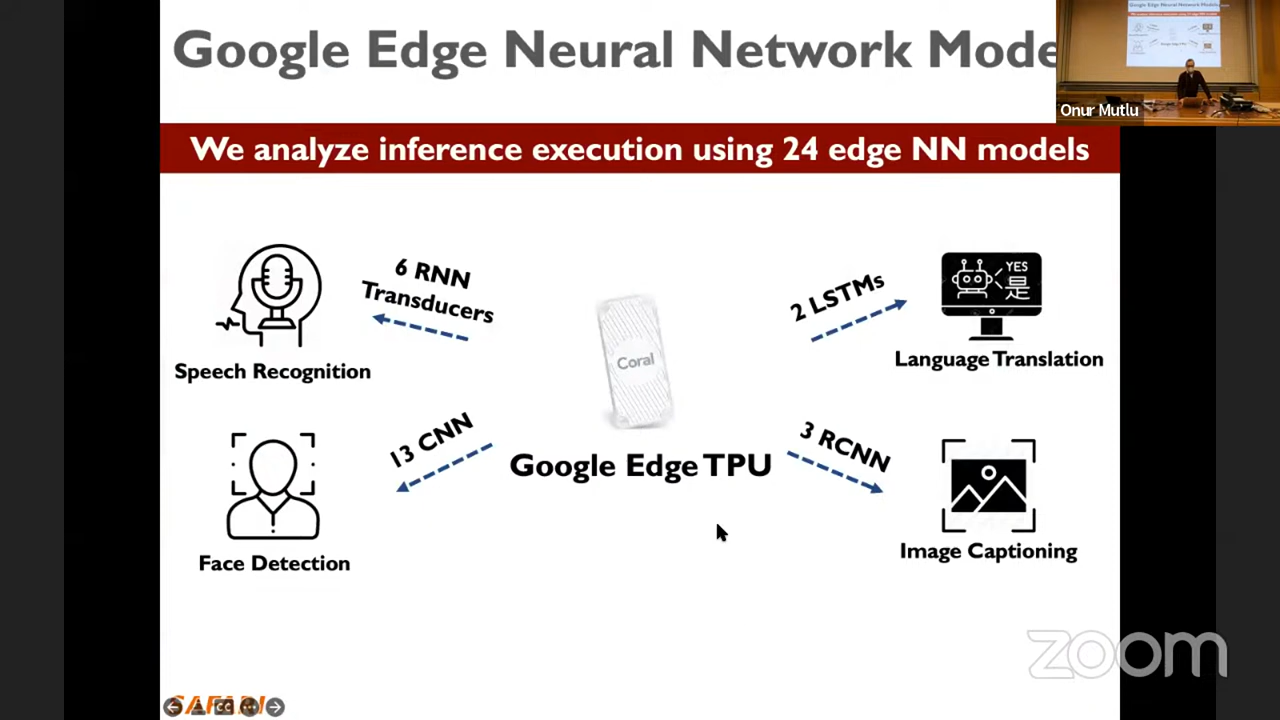 Google Edge Neural Network Mode
Onur Mutlu
We analyze inference execution using 24 edge NN models
6 RNN
Transducers
Speech Recognition
Coral
2 LSTMs
YES
是
Language Translation
13 CNN
Face Detection
Google Edge TPU
3 RCNN
Image Captioning
zoom
SAFARI
CC